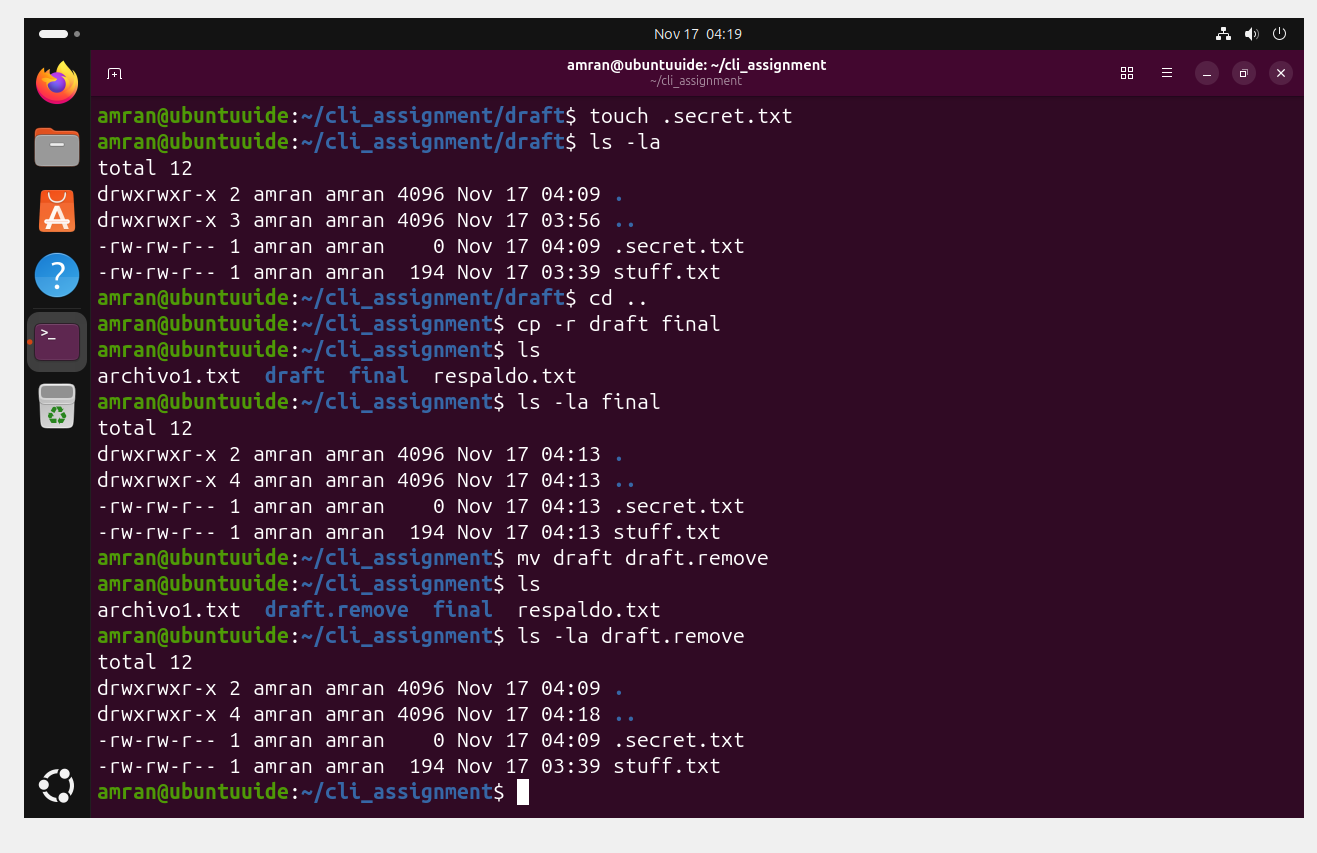 Nov 17 04:19
amran@ubuntuuide: ~/cli_assignment
~/cli_assignment
amran@ubuntuuide:~/cli_assignment/draft$ touch .secret.txt
amran@ubuntuuide:~/cli_assignment/draft$ ls -la
total 12
drwxrwxr-x 2 amran amran 4096 Nov 17 04:09 .
drwxrwxr-x 3 amran amran 4096 Nov 17 03:56 ..
-rw-rw-r-- 1 amran amran    0 Nov 17 04:09 .secret.txt
-rw-rw-r-- 1 amran amran  194 Nov 17 03:39 stuff.txt
amran@ubuntuuide:~/cli_assignment/draft$ cd ..
amran@ubuntuuide:~/cli_assignment$ cp -r draft final
amran@ubuntuuide:~/cli_assignment$ ls
archivo1.txt  draft  final  respaldo.txt
amran@ubuntuuide:~/cli_assignment$ ls -la final
total 12
drwxrwxr-x 2 amran amran 4096 Nov 17 04:13 .
drwxrwxr-x 4 amran amran 4096 Nov 17 04:13 ..
-rw-rw-r-- 1 amran amran    0 Nov 17 04:13 .secret.txt
-rw-rw-r-- 1 amran amran  194 Nov 17 04:13 stuff.txt
amran@ubuntuuide:~/cli_assignment$ mv draft draft.remove
amran@ubuntuuide:~/cli_assignment$ ls
archivo1.txt  draft.remove  final  respaldo.txt
amran@ubuntuuide:~/cli_assignment$ ls -la draft.remove
total 12
drwxrwxr-x 2 amran amran 4096 Nov 17 04:09 .
drwxrwxr-x 4 amran amran 4096 Nov 17 04:18 ..
-rw-rw-r-- 1 amran amran    0 Nov 17 04:09 .secret.txt
-rw-rw-r-- 1 amran amran  194 Nov 17 03:39 stuff.txt
amran@ubuntuuide:~/cli_assignment$